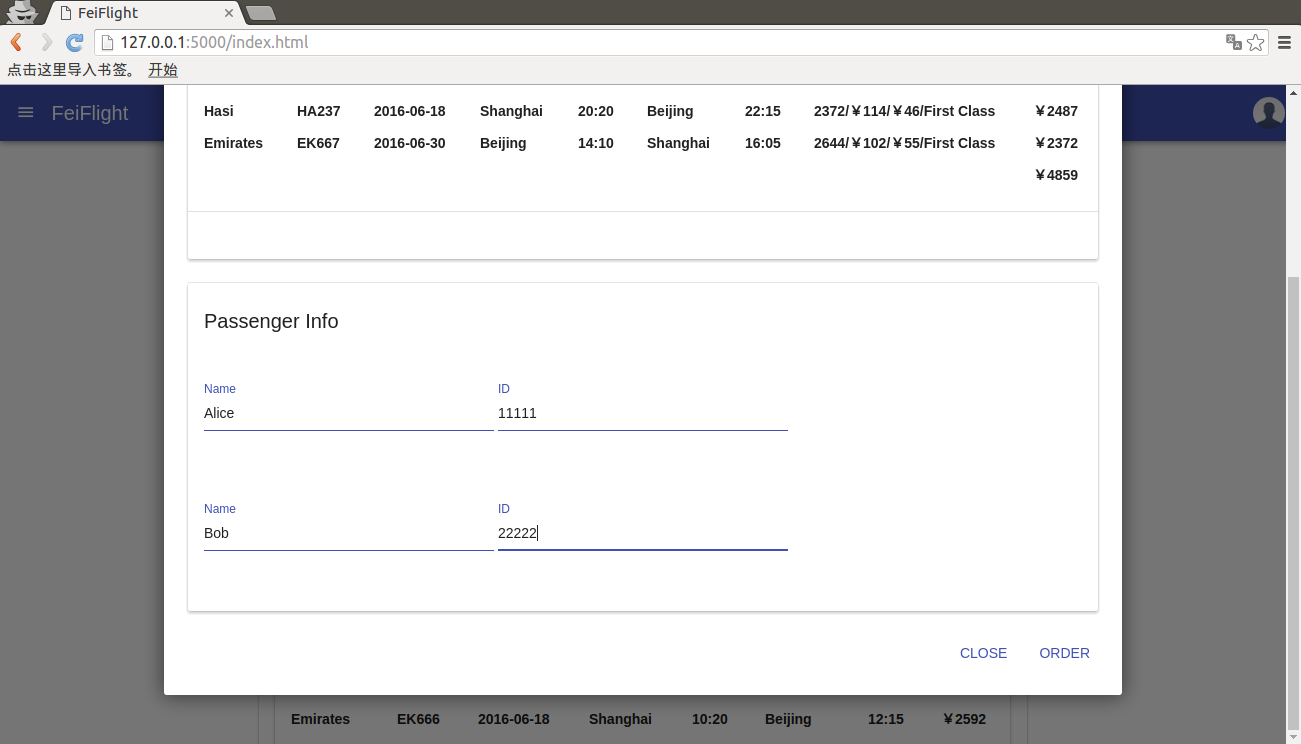 FeiFlight
127.0.0.1:5000/index.html
点击这里导入书签。 开始
FeiFlight
Hasi HA237 2016-06-18 Shanghai 20:20 Beijing 22:15 2372/¥114/¥46/First Class ¥2487
Emirates EK667 2016-06-30 Beijing 14:10 Shanghai 16:05 2644/¥102/¥55/First Class ¥2372
¥4859
Passenger Info
Name ID
Alice 11111
Name ID
Bob 22222
CLOSE ORDER
Emirates EK666 2016-06-18 Shanghai 10:20 Beijing 12:15 ¥2592